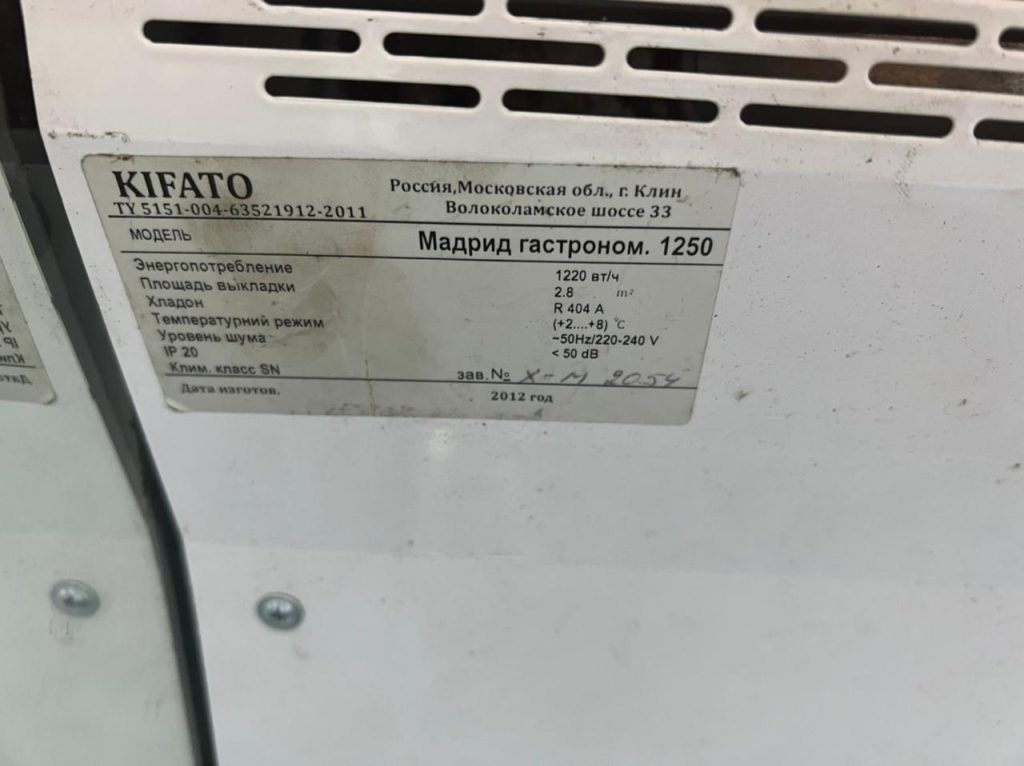 KIFATO
ТУ 5151-004-63521912-2011
Россия,Московская обл., г. Клин
Волоколамское шоссе 33
МОДЕЛЬ Мадрид гастроном. 1250
Энергопотребление 1220 вт/ч
Площадь выкладки 2.8 m²
Хладон R 404 A
Температурний режим (+2....+8) °C
~50Hz/220-240 V
Уровень шума < 50 dB
IP 20
Клим. класс SN
зав.№ X-M 2054
Дата изготов. 2012 год